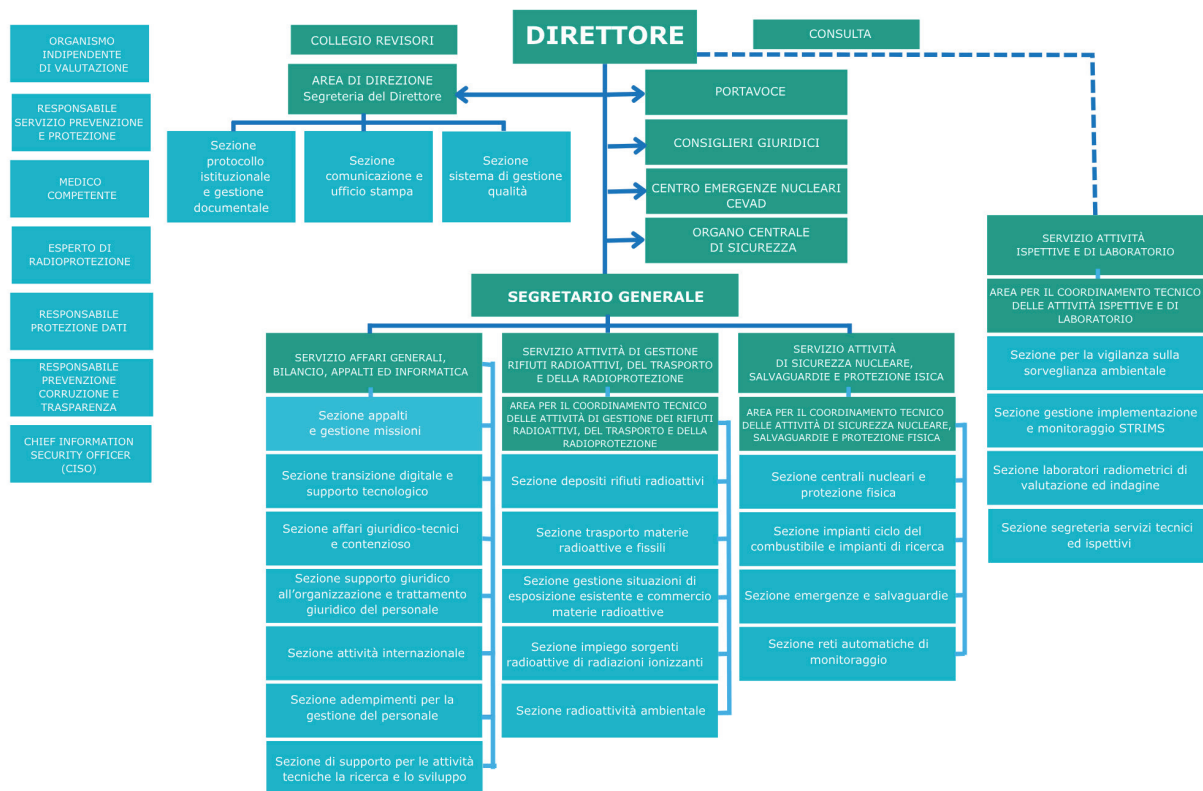 DIRETTORE
COLLEGIO REVISORI
CONSULTA
AREA DI DIREZIONE
Segreteria del Direttore
PORTAVOCE
CONSIGLIERI GIURIDICI
CENTRO EMERGENZE NUCLEARI
CEVAD
ORGANO CENTRALE
DI SICUREZZA
Sezione
protocollo
istituzionale
e gestione
documentale
Sezione
comunicazione e
ufficio stampa
Sezione
sistema di gestione
qualità
ORGANISMO
INDIPENDENTE
DI VALUTAZIONE
RESPONSABILE
SERVIZIO PREVENZIONE
E PROTEZIONE
MEDICO
COMPETENTE
ESPERTO DI
RADIOPROTEZIONE
RESPONSABILE
PROTEZIONE DATI
RESPONSABILE
PREVENZIONE
CORRUZIONE E
TRASPARENZA
CHIEF INFORMATION
SECURITY OFFICER
(CISO)
SEGRETARIO GENERALE
SERVIZIO AFFARI GENERALI,
BILANCIO, APPALTI ED INFORMATICA
Sezione appalti
e gestione missioni
Sezione transizione digitale e
supporto tecnologico
Sezione affari giuridico-tecnici
e contenzioso
Sezione supporto giuridico
all’organizzazione e trattamento
giuridico del personale
Sezione attività internazionale
Sezione adempimenti per la
gestione del personale
Sezione di supporto per le attività
tecniche la ricerca e lo sviluppo
SERVIZIO ATTIVITÀ DI GESTIONE
RIFIUTI RADIOATTIVI, DEL TRASPORTO
E DELLA RADIOPROTEZIONE
AREA PER IL COORDINAMENTO TECNICO
DELLE ATTIVITÀ DI GESTIONE DEI RIFIUTI
RADIOATTIVI, DEL TRASPORTO E DELLA
RADIOPROTEZIONE
Sezione depositi rifiuti radioattivi
Sezione trasporto materie
radioattive e fissili
Sezione gestione situazioni di
esposizione esistente e commercio
materie radioattive
Sezione impiego sorgenti
radioattive di radiazioni ionizzanti
Sezione radioattività ambientale
SERVIZIO ATTIVITÀ
DI SICUREZZA NUCLEARE,
SALVAGUARDIE E PROTEZIONE ISICA
AREA PER IL COORDINAMENTO TECNICO
DELLE ATTIVITÀ DI SICUREZZA NUCLEARE,
SALVAGUARDIE E PROTEZIONE FISICA
Sezione centrali nucleari e
protezione fisica
Sezione impianti ciclo del
combustibile e impianti di ricerca
Sezione emergenze e salvaguardie
Sezione reti automatiche di
monitoraggio
SERVIZIO ATTIVITÀ
ISPETTIVE E DI LABORATORIO
AREA PER IL COORDINAMENTO TECNICO
DELLE ATTIVITÀ ISPETTIVE E DI
LABORATORIO
Sezione per la vigilanza sulla
sorveglianza ambientale
Sezione gestione implementazione
e monitoraggio STRIMS
Sezione laboratori radiometrici di
valutazione ed indagine
Sezione segreteria servizi tecnici
ed ispettivi